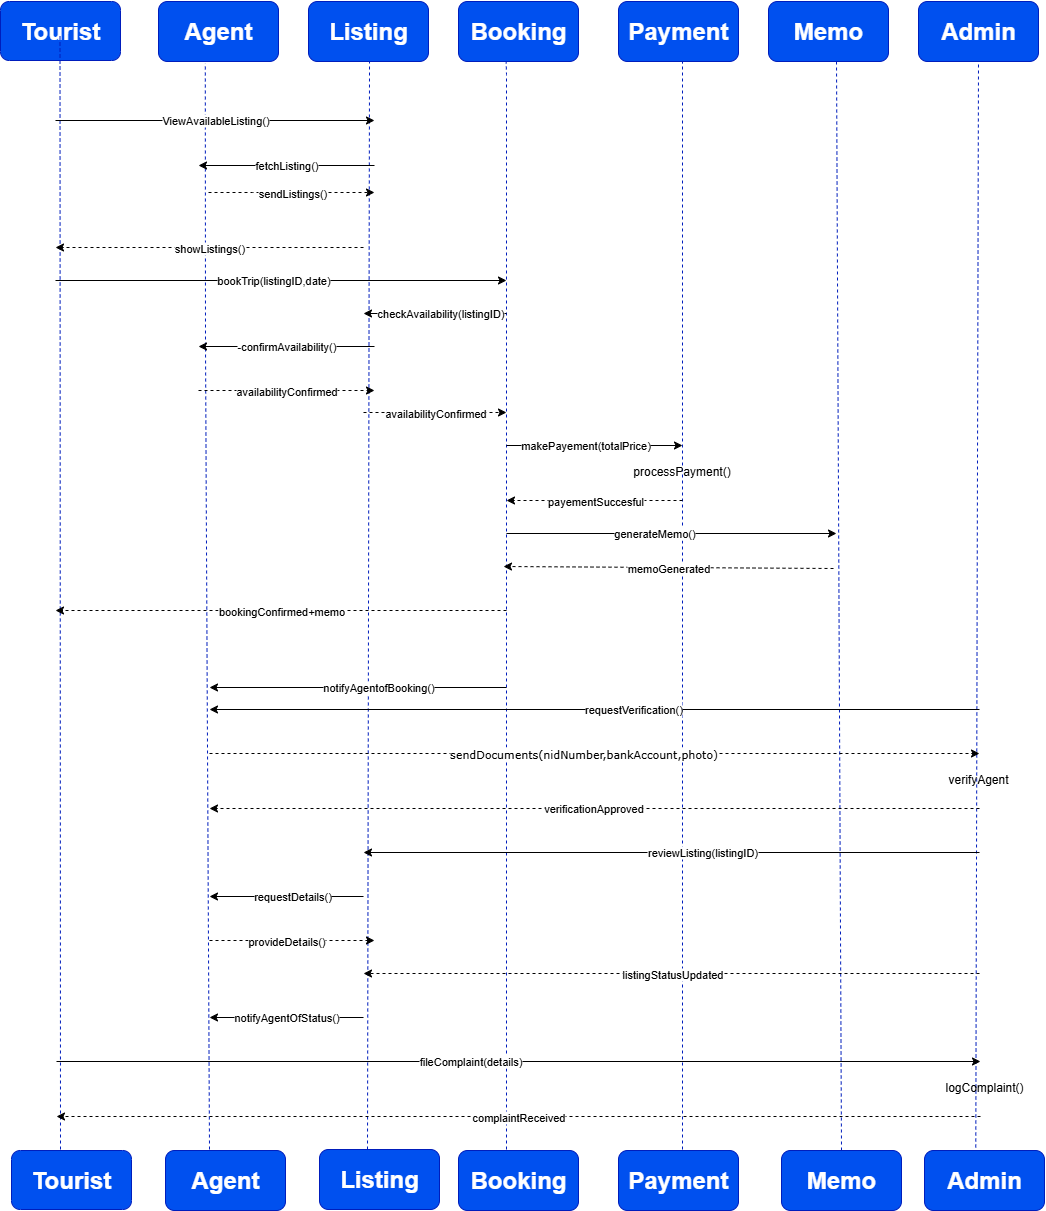 Tourist Agent Listing Booking Payment Memo Admin
ViewAvailableListing()
fetchListing()
sendListings()
showListings()
bookTrip(listingID,date)
checkAvailability(listingID)
-confirmAvailability()
availabilityConfirmed
availabilityConfirmed
makePayement(totalPrice)
processPayment()
payementSuccesful
generateMemo()
memoGenerated
bookingConfirmed+memo
notifyAgentofBooking()
requestVerification()
sendDocuments(nidNumber,bankAccount,photo)
verifyAgent
verificationApproved
reviewListing(listingID)
requestDetails()
provideDetails()
listingStatusUpdated
notifyAgentOfStatus()
fileComplaint(details)
logComplaint()
complaintReceived
Tourist Agent Listing Booking Payment Memo Admin